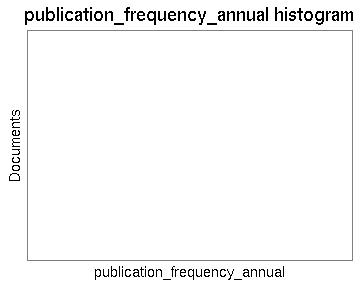 publication_frequency_annual histogram
Documents
publication_frequency_annual